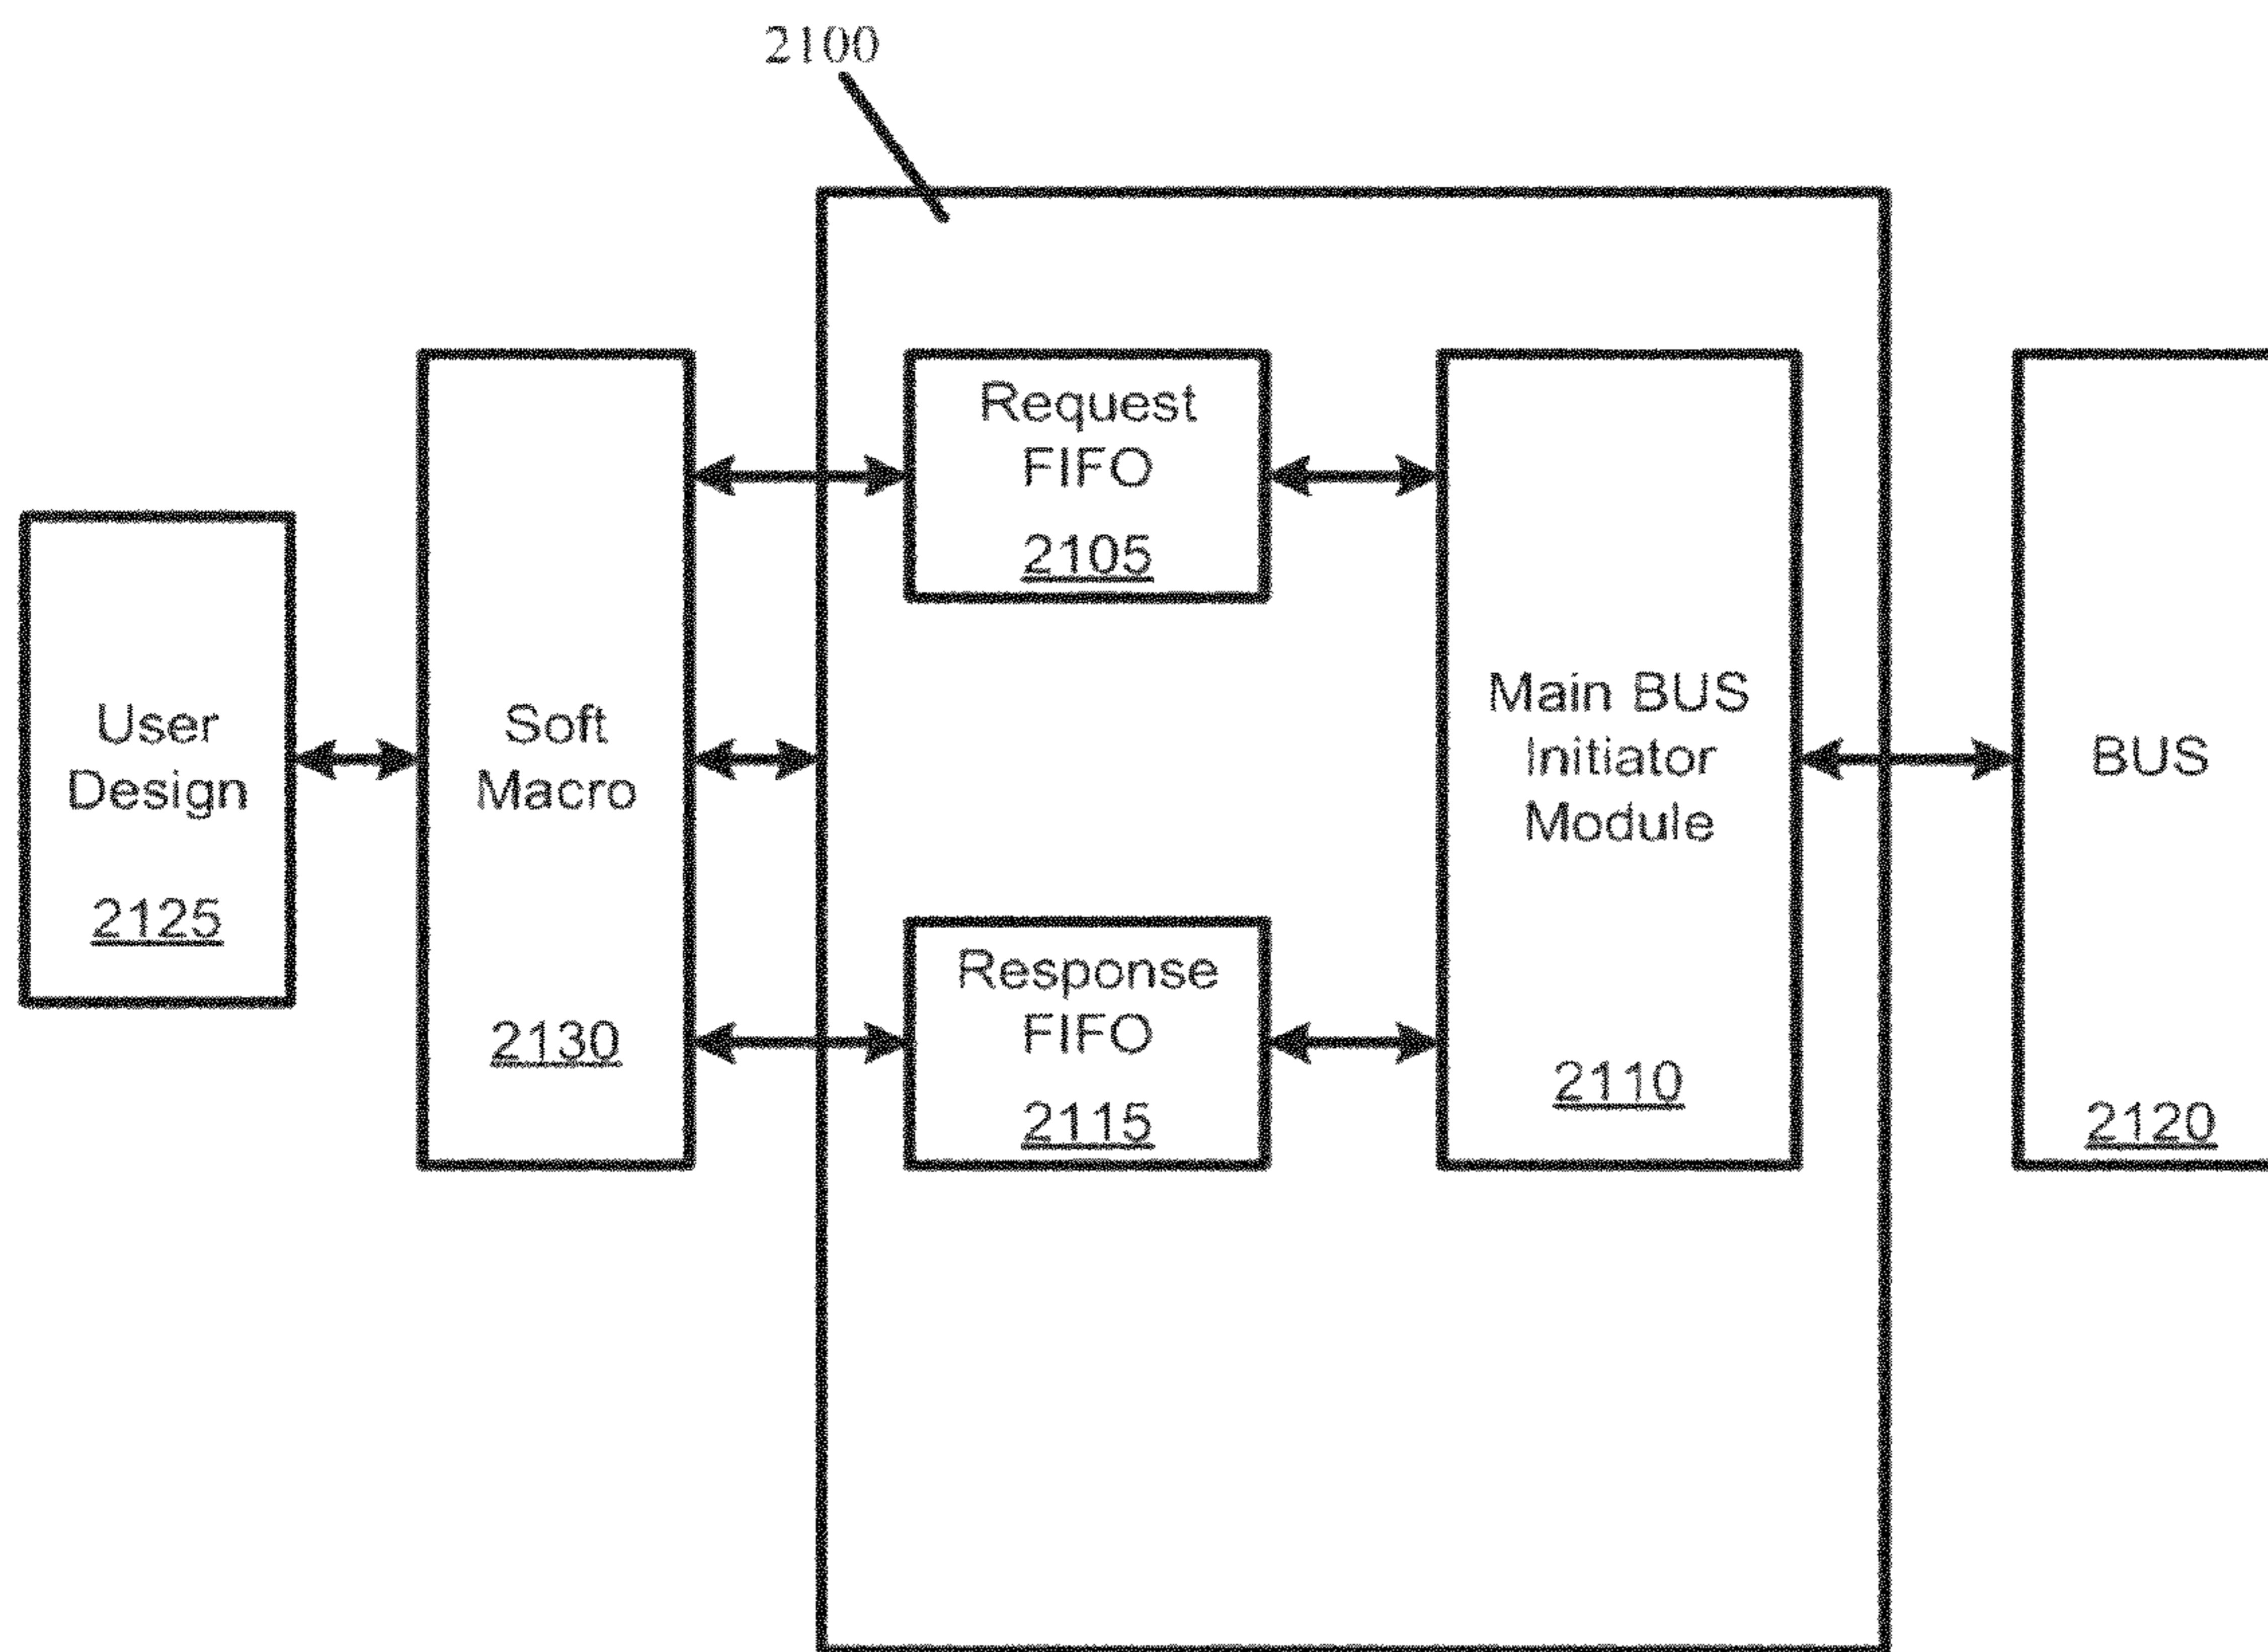 2100
Request
FIFO
2105
User
Design
2125
Soft
Macro
2130
Response
FIFO
2115
Main BUS
Initiator
Module
2110
BUS
2120